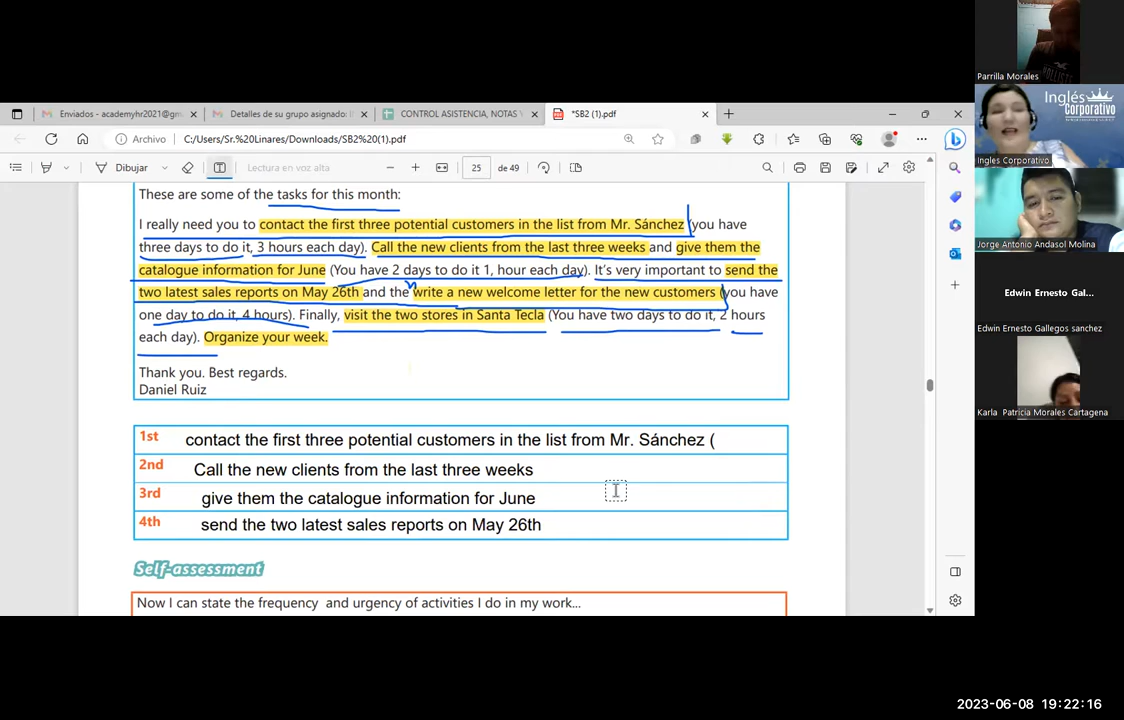 Enviados - academyhr2021@gm
Detalles de su grupo asignado:
CONTROL ASISTENCIA, NOTAS Y
*SB2 (1).pdf
Archivo
C:/Users/Sr.%20Linares/Downloads/SB2%20(1).pdf
Dibujar
Lectura en voz alta
25
de 49
These are some of the tasks for this month:
I really need you to contact the first three potential customers in the list from Mr. Sánchez (you have
three days to do it, 3 hours each day). Call the new clients from the last three weeks and give them the
catalogue information for June (You have 2 days to do it 1, hour each day). It's very important to send the
two latest sales reports on May 26th and the write a new welcome letter for the new customers (you have
one day to do it, 4 hours). Finally, visit the two stores in Santa Tecla (You have two days to do it, 2 hours
each day). Organize your week.
Thank you. Best regards.
Daniel Ruiz
1st contact the first three potential customers in the list from Mr. Sánchez (
2nd Call the new clients from the last three weeks
3rd give them the catalogue information for June
4th send the two latest sales reports on May 26th
Self-assessment
Now I can state the frequency and urgency of activities I do in my work...
Parrilla Morales
Inglés
Corporativo
Ingles Corporativo
Jorge Antonio Andasol Molina
Edwin Ernesto Gal...
Edwin Ernesto Gallegos sanchez
Karla Patricia Morales Cartagena
2023-06-08 19:22:16